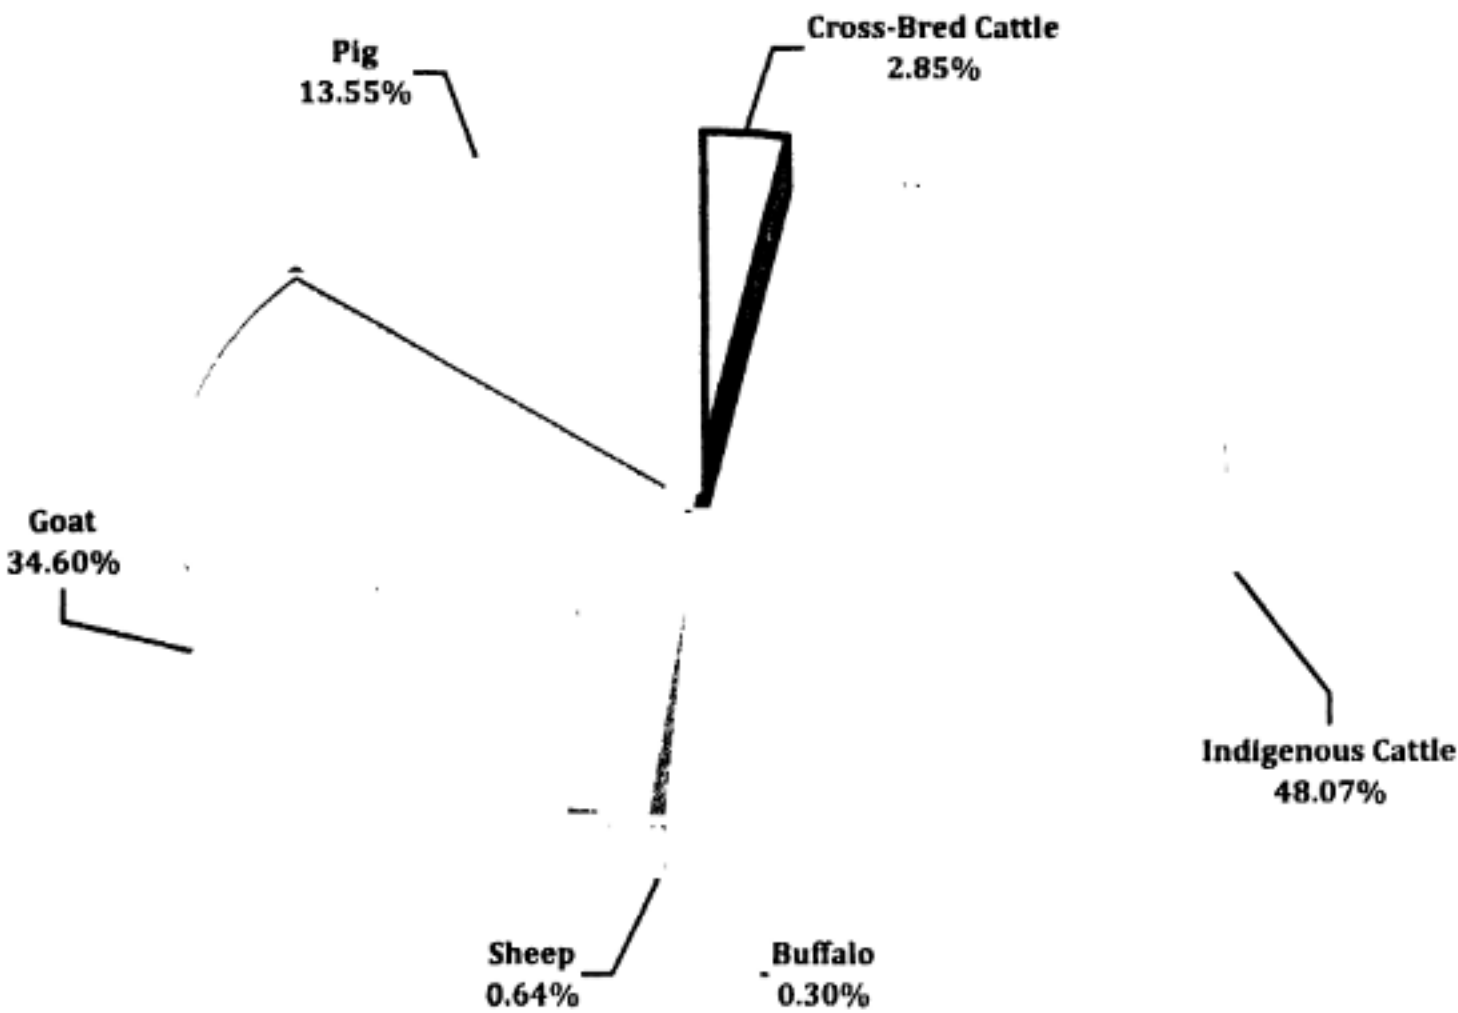 Cross-Bred Cattle
2.85%
Pig
13.55%
Goat
34.60%
Indigenous Cattle
48.07%
Sheep
0.64%
Buffalo
0.30%